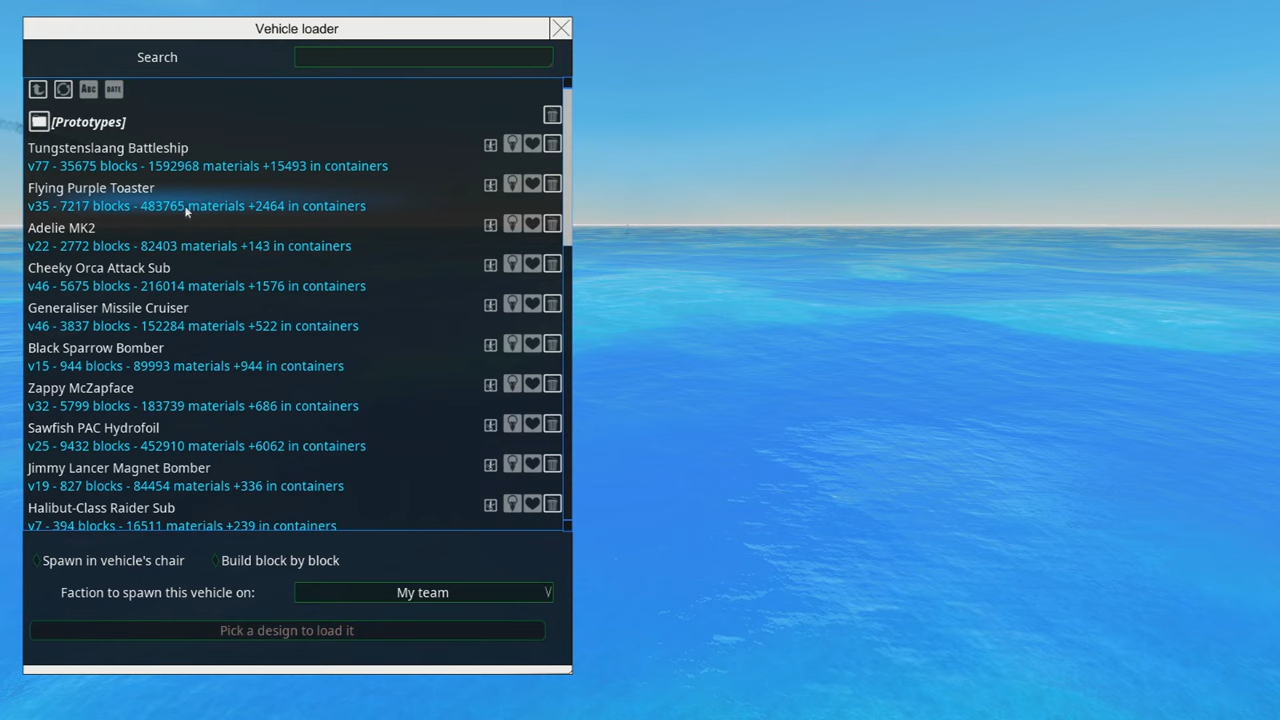 Vehicle loader
Search
ABC DATE
[Prototypes]
Tungstenslaang Battleship
v77 - 35675 blocks - 1592968 materials +15493 in containers
Flying Purple Toaster
v35 - 7217 blocks - 483765 materials +2464 in containers
Adelie MK2
v22 - 2772 blocks - 82403 materials +143 in containers
Cheeky Orca Attack Sub
v46 - 5675 blocks - 216014 materials +1576 in containers
Generaliser Missile Cruiser
v46 - 3837 blocks - 152284 materials +522 in containers
Black Sparrow Bomber
v15 - 944 blocks - 89993 materials +944 in containers
Zappy McZapface
v32 - 5799 blocks - 183739 materials +686 in containers
Sawfish PAC Hydrofoil
v25 - 9432 blocks - 452910 materials +6062 in containers
Jimmy Lancer Magnet Bomber
v19 - 827 blocks - 84454 materials +336 in containers
Halibut-Class Raider Sub
v7 - 394 blocks - 16511 materials +239 in containers
Spawn in vehicle's chair Build block by block
Faction to spawn this vehicle on: My team
Pick a design to load it